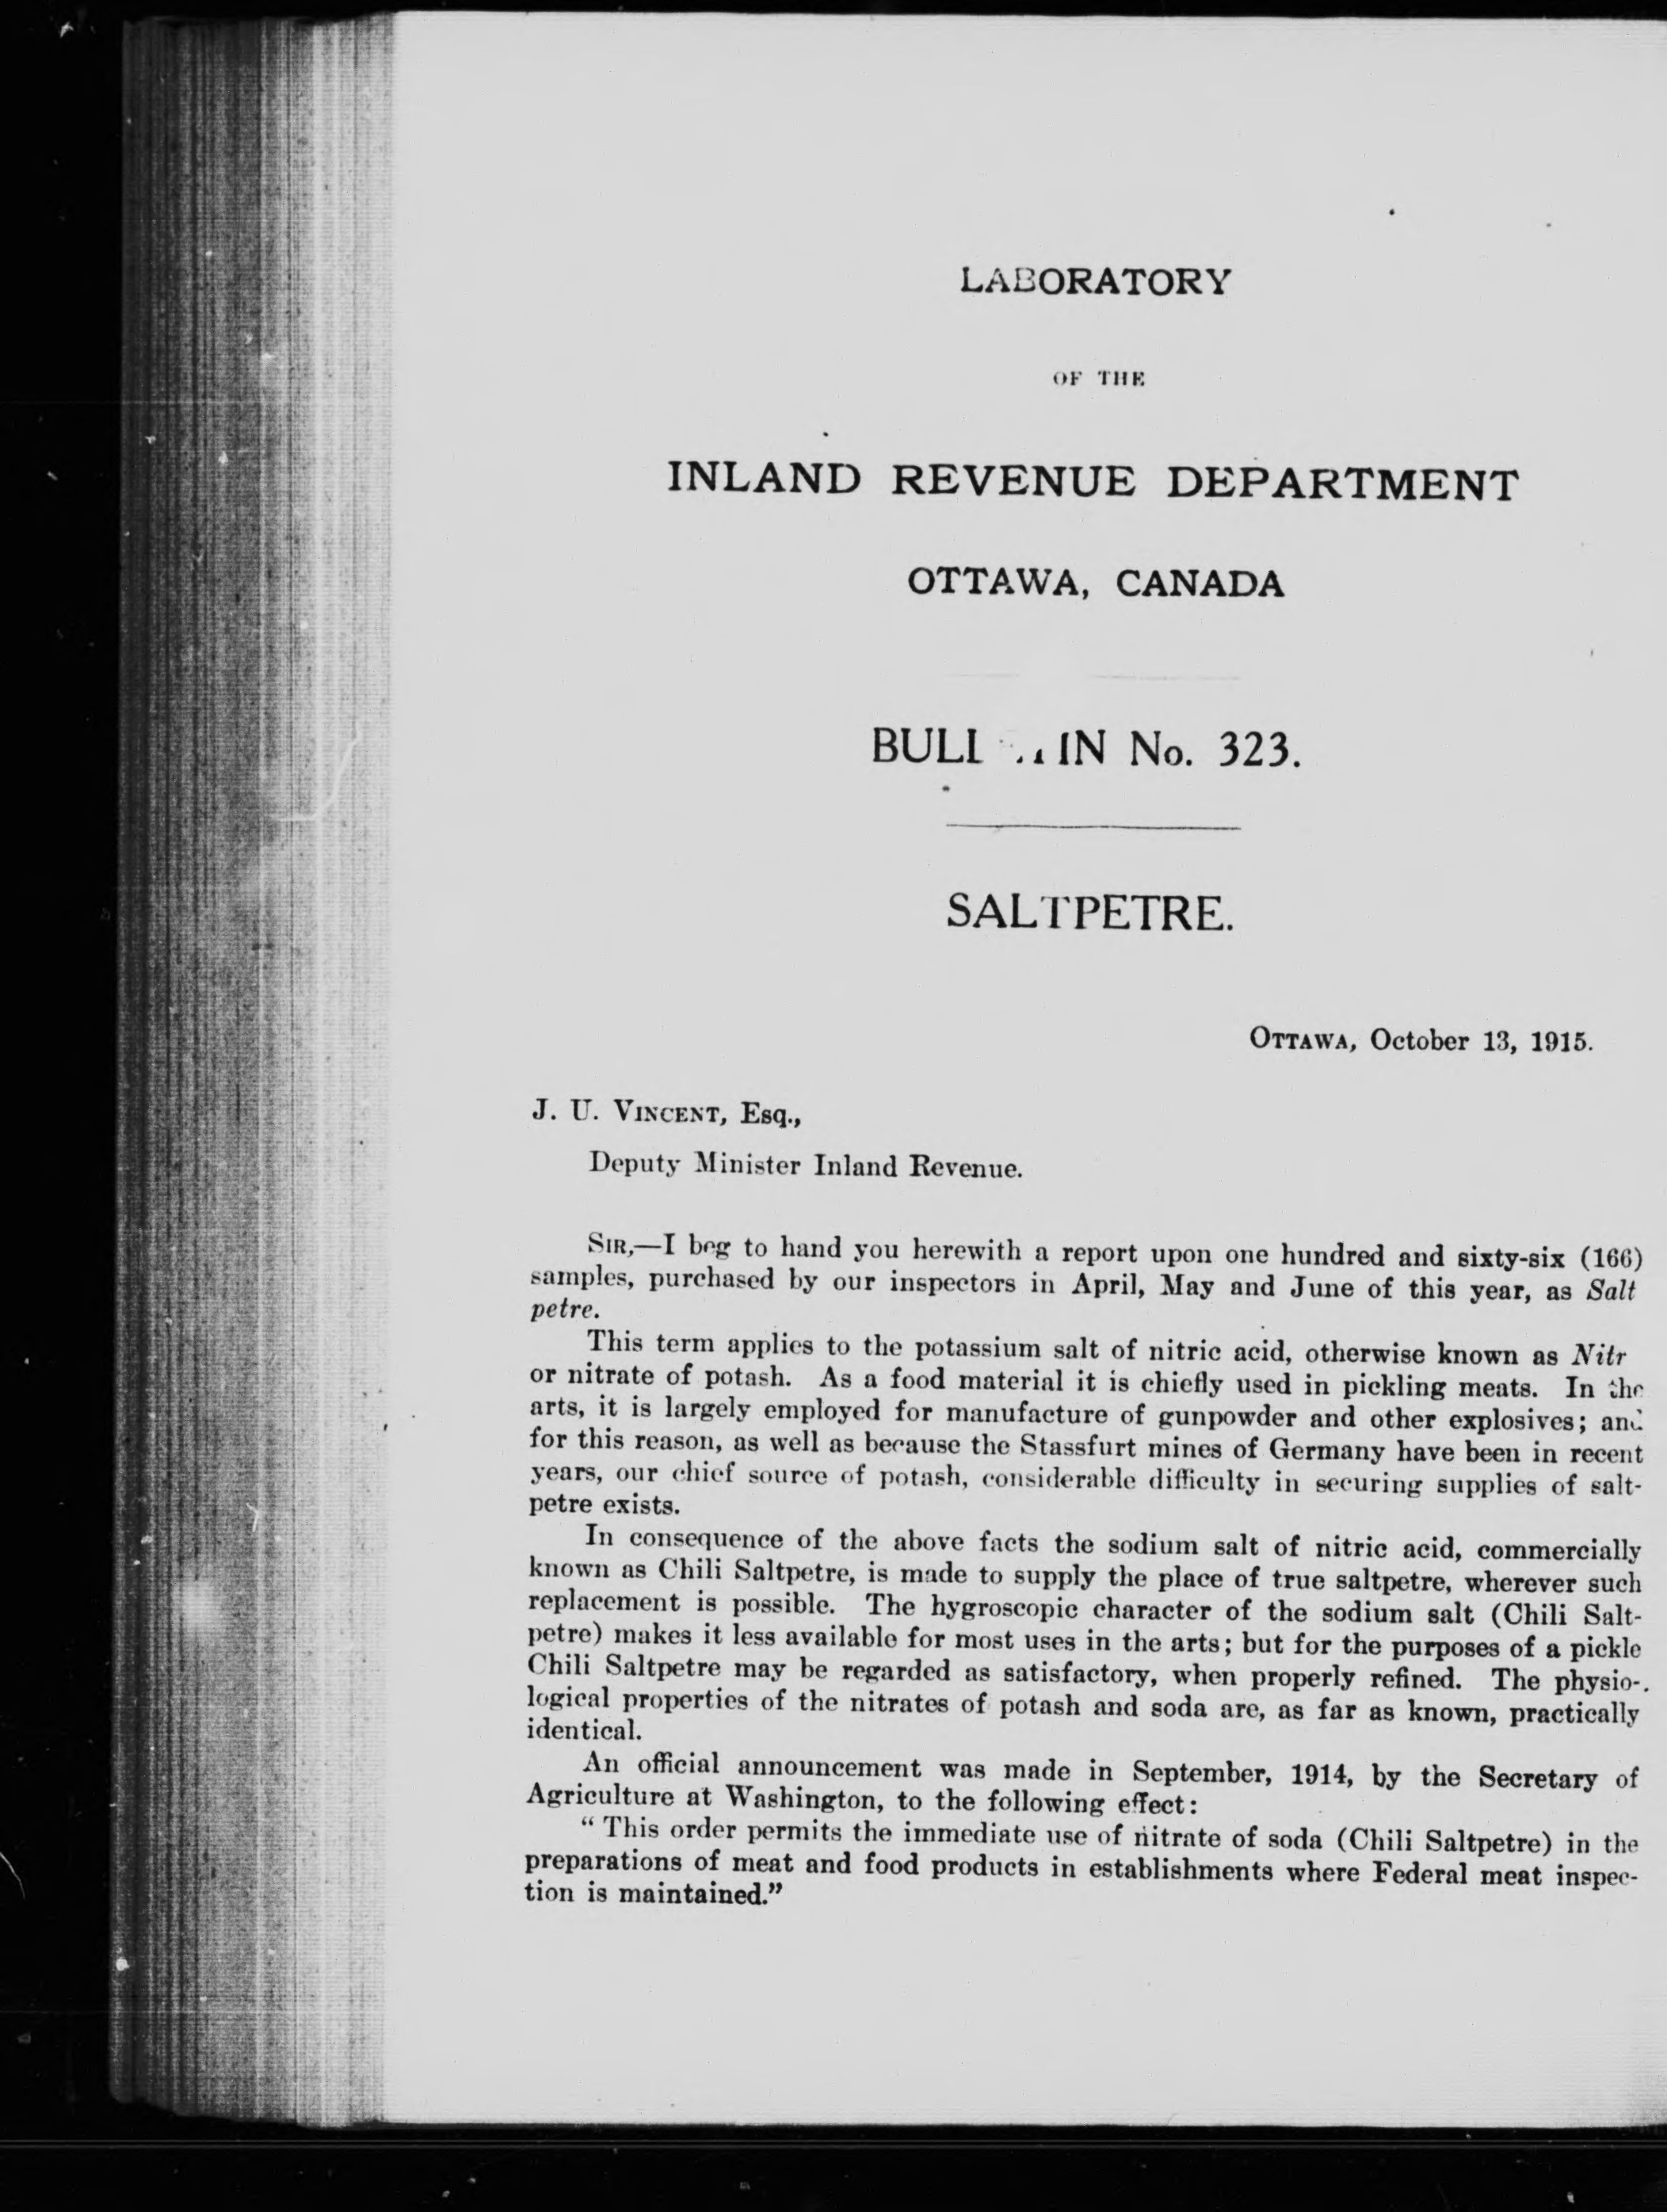 LABORATORY
OF THE
INLAND REVENUE DEPARTMENT
OTTAWA, CANADA
No. 323.
SALTPETRE.
OTTAWA, October 13, 1915.
J. U. VINCENT, Esq.,
Deputy Minister Inland Revenue.
SIR,—I beg to hand you herewith a report upon one hundred and sixty-six (166)
samples, purchased by our inspectors in April, May and June of this year, as Salt
petre.
This term applies to the potassium salt of nitric acid, otherwise known as Nitr
or nitrate of potash. As a food material it is chiefly used in pickling meats. In the
arts, it is largely employed for manufacture of gunpowder and other explosives; and
for this reason, as well as because the Stassfurt mines of Germany have been in recent
years, our chief source of potash, considerable difficulty in securing supplies of salt-
petre exists.
In consequence of the above facts the sodium salt of nitric acid, commercially
known as Chili Saltpetre, is made to supply the place of true saltpetre, wherever such
replacement is possible. The hygroscopic character of the sodium salt (Chili Salt-
petre) makes it less available for most uses in the arts; but for the purposes of a pickle
Chili Saltpetre may be regarded as satisfactory, when properly refined. The physio-
logical properties of the nitrates of potash and soda are, as far as known, practically
identical.
An official announcement was made in September, 1914, by the Secretary of
Agriculture at Washington, to the following effect:
“This order permits the immediate use of nitrate of soda (Chili Saltpetre) in the
preparations of meat and food products in establishments where Federal meat inspec-
tion is maintained.”